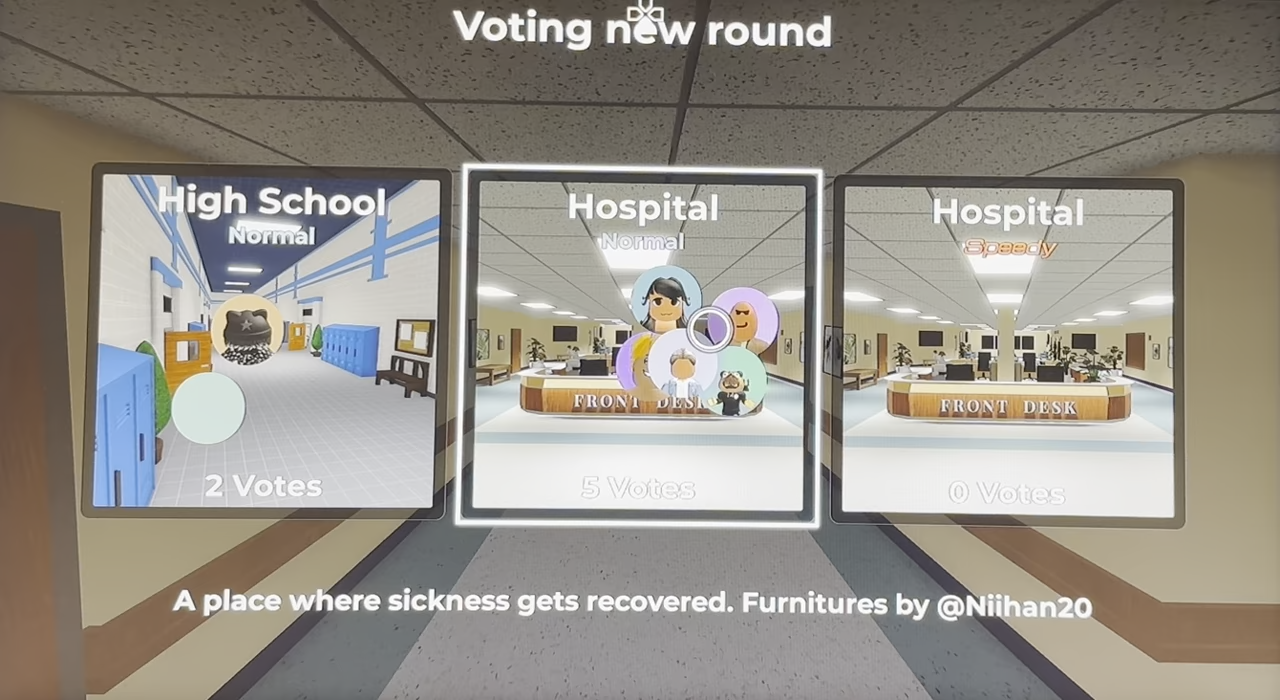 Voting new round
High School
Normal
2 Votes
Hospital
Normal
FRONT DESK
5 Votes
Hospital
Speedy
FRONT DESK
0 Votes
A place where sickness gets recovered. Furnitures by @Niihan20